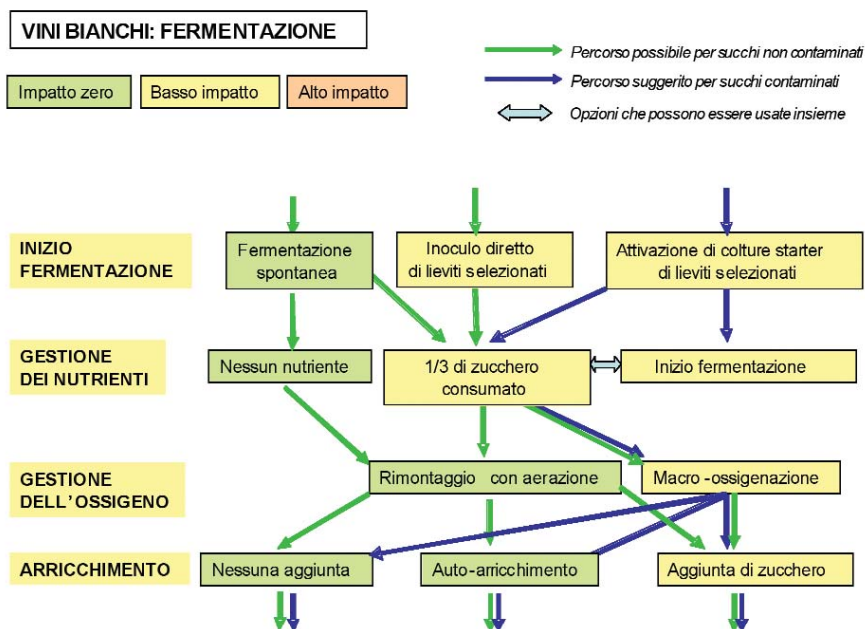 VINI BIANCHI: FERMENTAZIONE
Percorso possibile per succhi non contaminati
Impatto zero
Basso impatto
Alto impatto
Percorso suggerito per succhi contaminati
Opzioni che possono essere usate insieme
INIZIO
FERMENTAZIONE
Fermentazione
spontanea
Inoculo diretto
di lieviti selezionati
Attivazione di colture starter
di lieviti selezionati
GESTIONE
DEI NUTRIENTI
Nessun nutriente
1/3 di zucchero
consumato
Inizio fermentazione
GESTIONE
DELL'OSSIGENO
Rimontaggio con aerazione
Macro-ossigenazione
ARRICCHIMENTO
Nessuna aggiunta
Auto-arricchimento
Aggiunta di zucchero